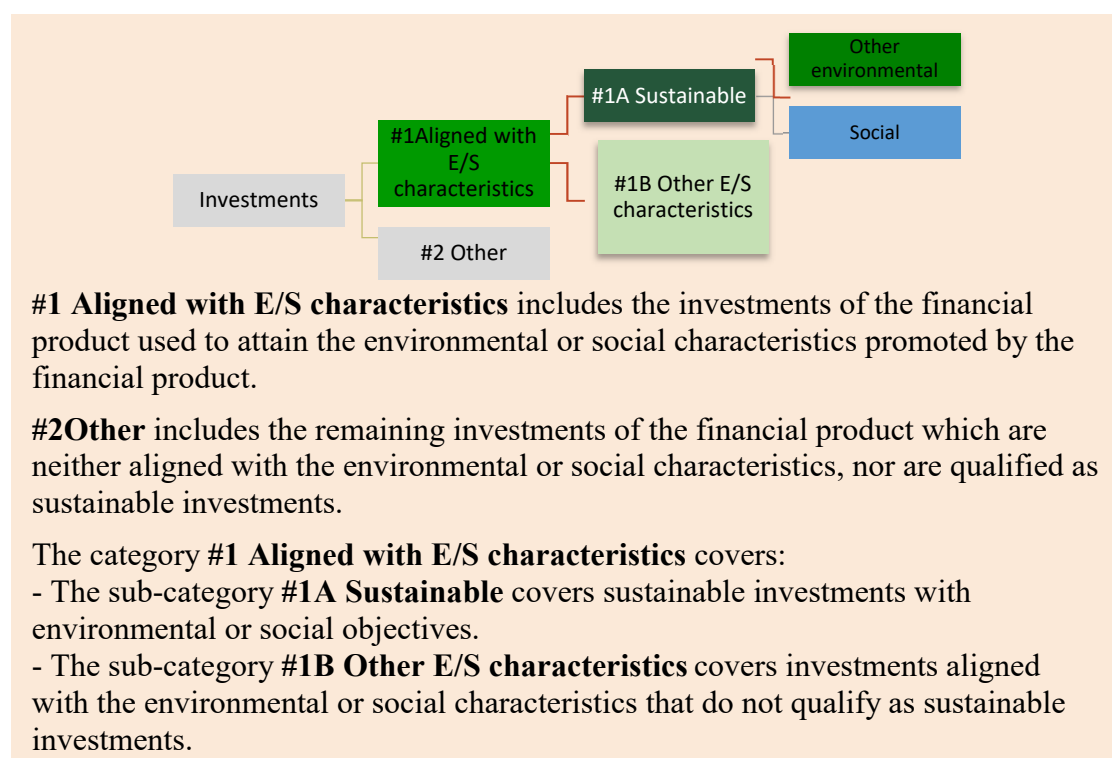 Other
environmental
#1A Sustainable
Social
#1Aligned with
E/S
characteristics
#1B Other E/S
characteristics
Investments
#2 Other
#1 Aligned with E/S characteristics includes the investments of the financial
product used to attain the environmental or social characteristics promoted by the
financial product.
#2Other includes the remaining investments of the financial product which are
neither aligned with the environmental or social characteristics, nor are qualified as
sustainable investments.
The category #1 Aligned with E/S characteristics covers:
- The sub-category #1A Sustainable covers sustainable investments with
environmental or social objectives.
- The sub-category #1B Other E/S characteristics covers investments aligned
with the environmental or social characteristics that do not qualify as sustainable
investments.